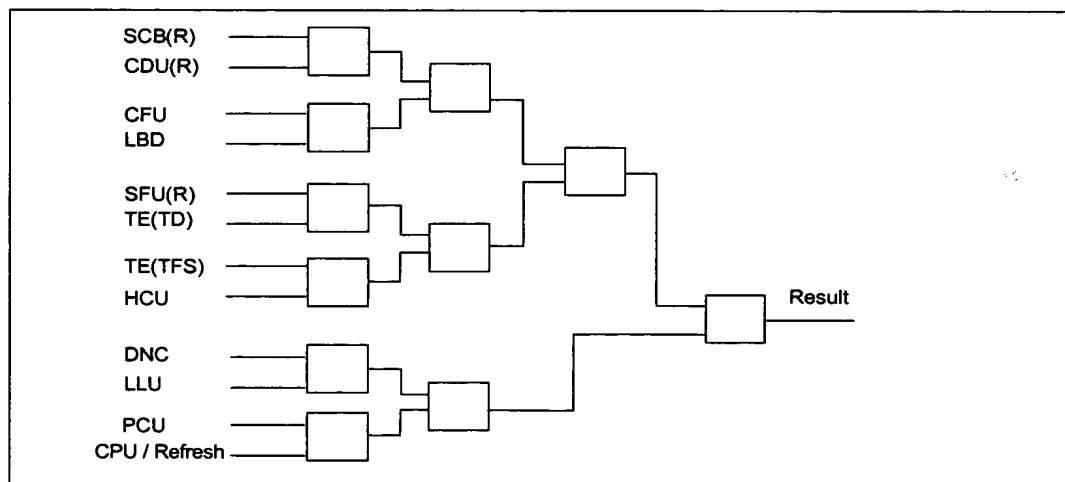 SCB(R)
CDU(R)
CFU
LBD
SFU(R)
TE(TD)
TE(TFS)
HCU
Result
DNC
LLU
PCU
CPU / Refresh